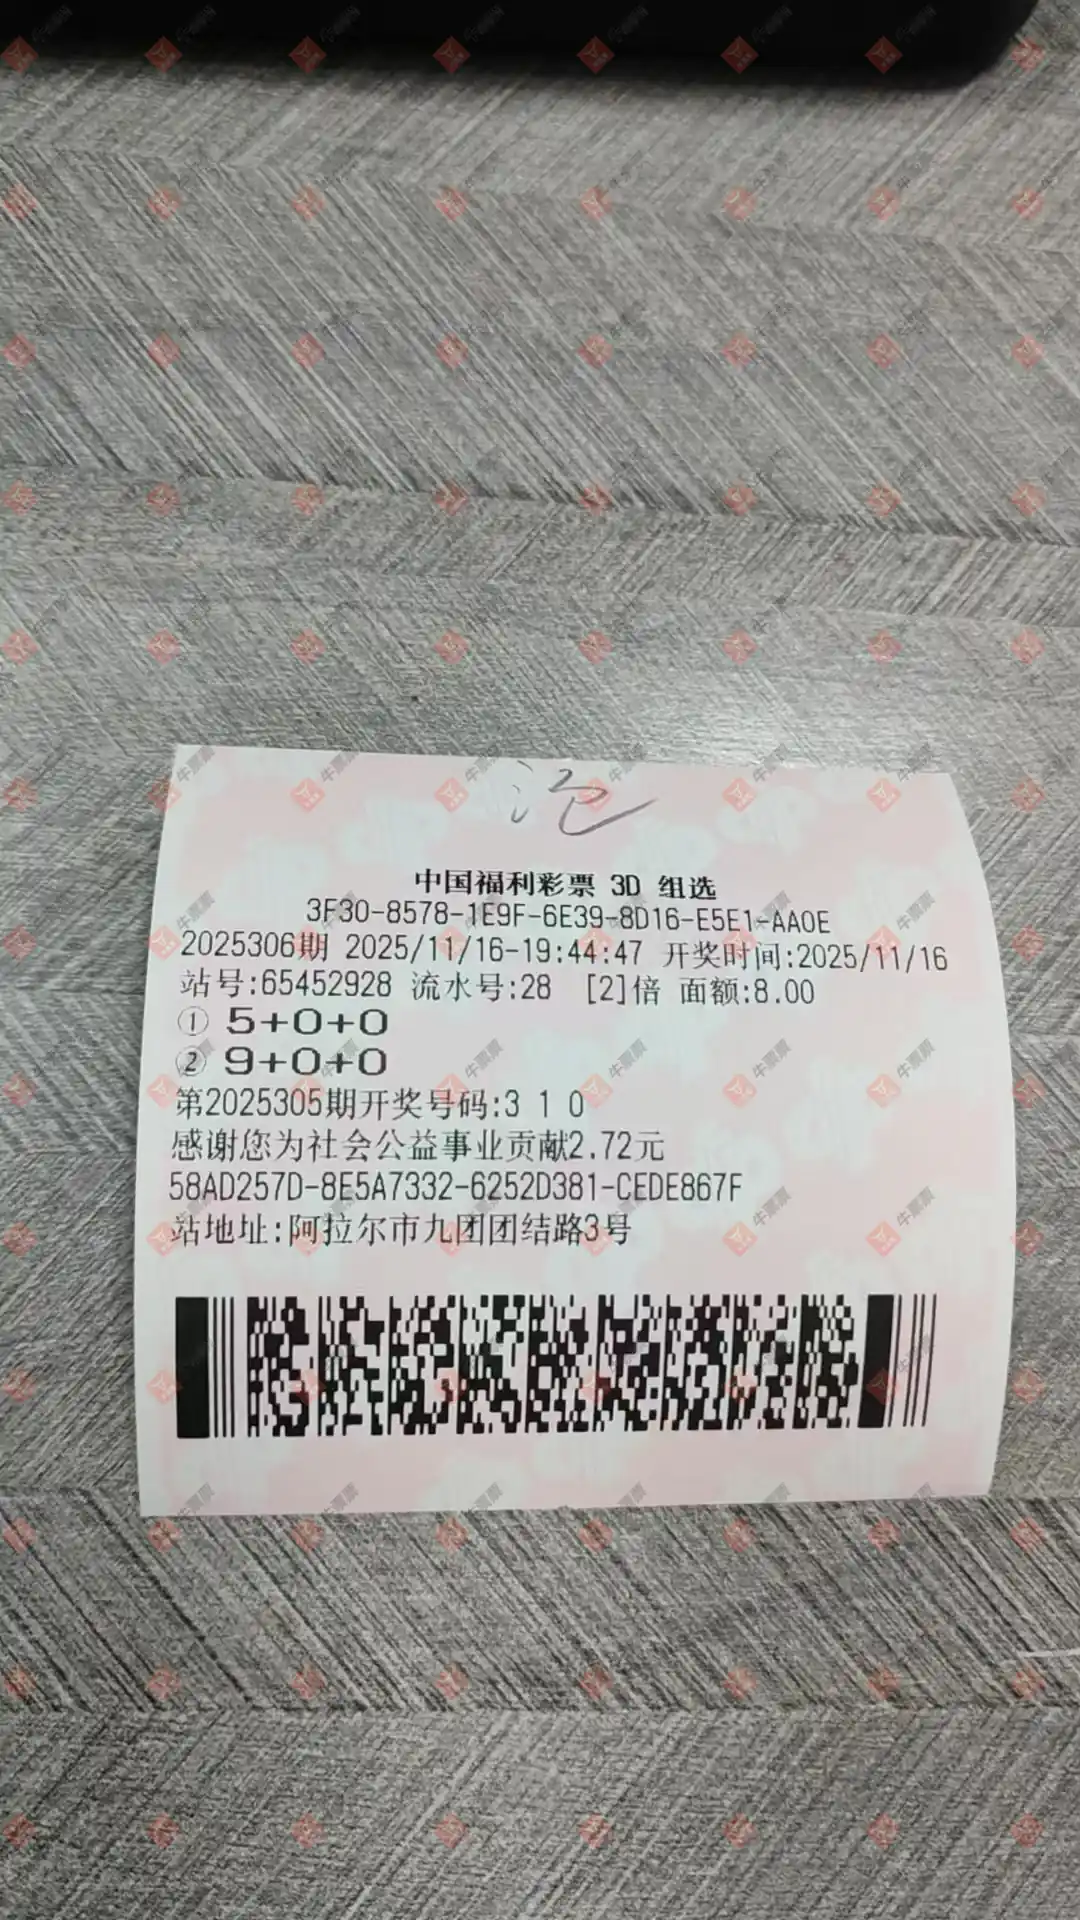 中国福利彩票 3D 组选
3F30-8578-1E9F-6E39-8D16-E5E1-AA0E
2025306期 2025/11/16-19:44:47 开奖时间:2025/11/16
站号:65452928 流水号:28 [2]倍 面额:8.00
① 5+0+0
② 9+0+0
第2025305期开奖号码:3 1 0
感谢您为社会公益事业贡献2.72元
58AD257D-8E5A7332-6252D381-CEDE867F
站地址:阿拉尔市九团团结路3号
牛票票